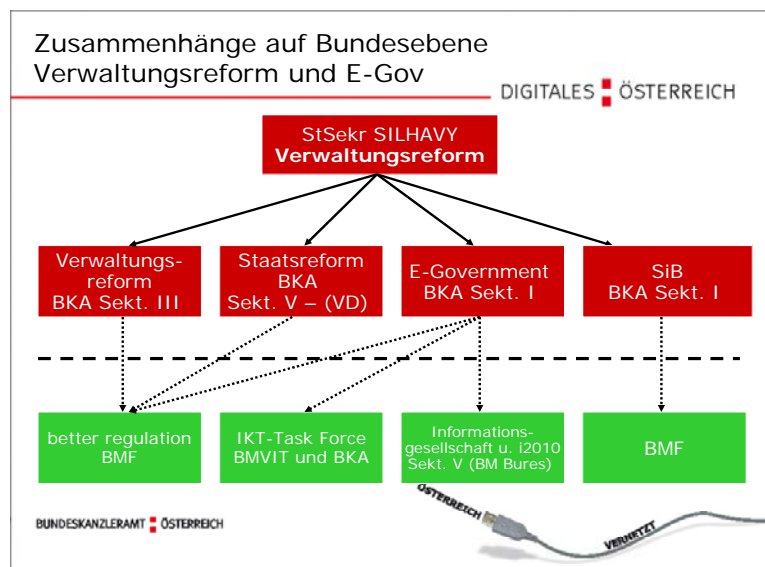 Zusammenhänge auf Bundesebene
Verwaltungsreform und E-Gov
DIGITALES ÖSTERREICH
StSekr SILHAVY
Verwaltungsreform
Verwaltungs-
reform
BKA Sekt. III
Staatsreform
BKA
Sekt. V – (VD)
E-Government
BKA Sekt. I
SiB
BKA Sekt. I
better regulation
BMF
IKT-Task Force
BMVIT und BKA
Informations-
gesellschaft u. i2010
Sekt. V (BM Bures)
BMF
BUNDESKANZLERAMT ÖSTERREICH
ÖSTERREICH
VERNETZT